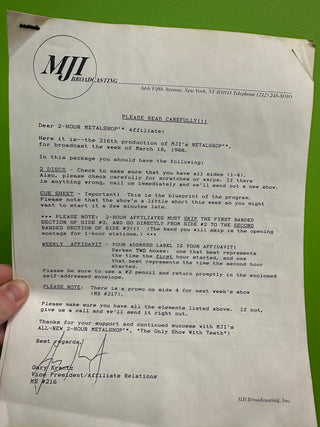 MJI
BROADCASTING
666 Fifth Avenue, New York, NY 10103 Telephone (212) 245-5010
PLEASE READ CAREFULLY!!!
Dear 2-HOUR METALSHOP™ Affiliate:
Here it is--the 216th production of MJI's METALSHOP™,
for broadcast the week of March 18, 1988.
In this package you should have the following:
2 DISCS - Check to make sure that you have all sides (1-4).
Also, please check carefully for scratches or warps. If there
is anything wrong, call us immediately and we'll send out a new show.
CUE SHEET - Important! This is the blueprint of the program.
Please note that the show's a little short this week so you might
want to start it a few minutes late.
*** PLEASE NOTE: 2-HOUR AFFILIATES MUST SKIP THE FIRST BANDED
SECTION OF SIDE #3, AND GO DIRECTLY FROM SIDE #2 TO THE SECOND
BANDED SECTION OF SIDE #3!!! (The band you will skip is the opening
montage for 1-hour stations.) ***
WEEKLY AFFIDAVIT - YOUR ADDRESS LABEL IS YOUR AFFIDAVIT!
Darken TWO boxes: one that best represents
the time the first hour started, and one
that best represents the time the second hour
started.
Please be sure to use a #2 pencil and return promptly in the enclosed
self-addressed envelope.
PLEASE NOTE: There is a promo on side 4 for next week's show
(MS #217).
Please make sure you have all the elements listed above. If not,
give us a call and we'll send it right out.
Thanks for your support and continued success with MJI's
ALL-NEW 2-HOUR METALSHOP™, "The Only Show With Teeth"!
Best regards,
Gary Krantz
Vice President/Affiliate Relations
MS #216
MJI Broadcasting, Inc.